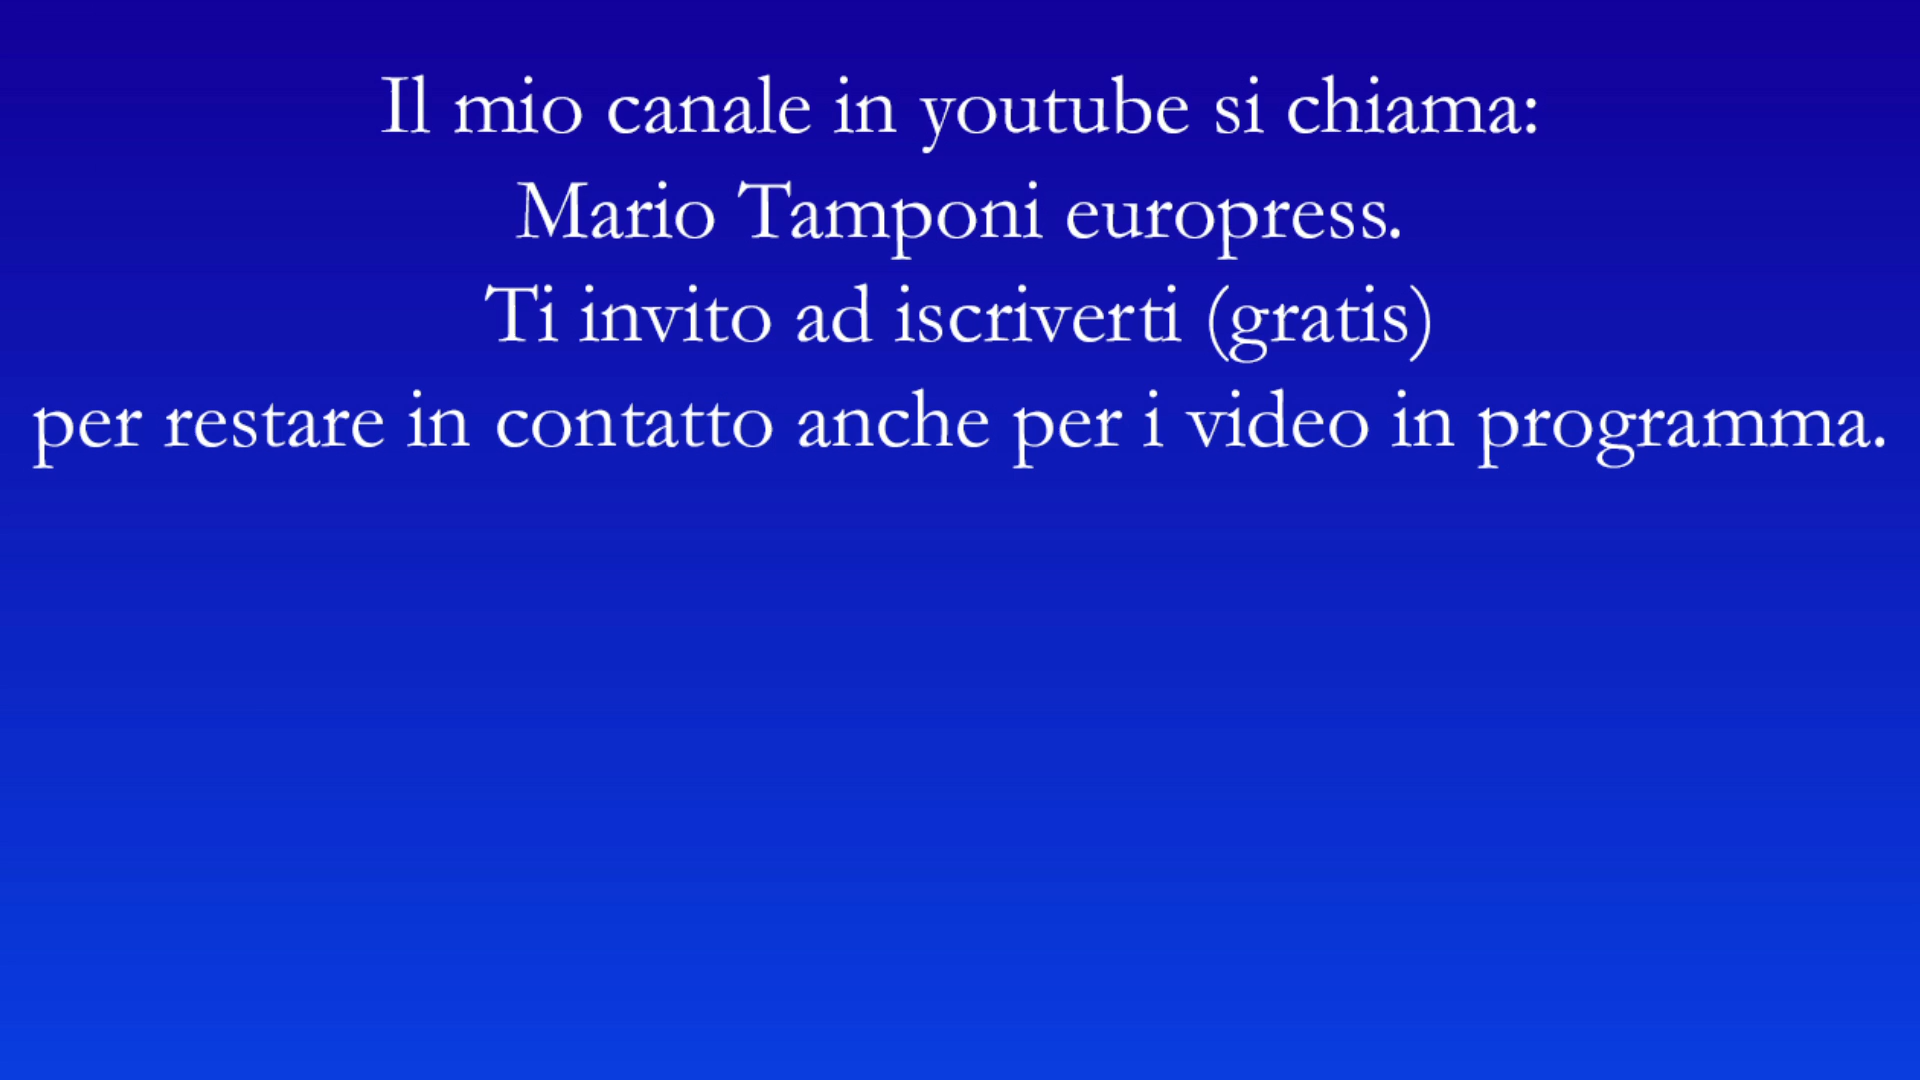 Il mio canale in youtube si chiama:
Mario Tamponi europress.
Ti invito ad iscriverti (gratis)
per restare in contatto anche per i video in programma.